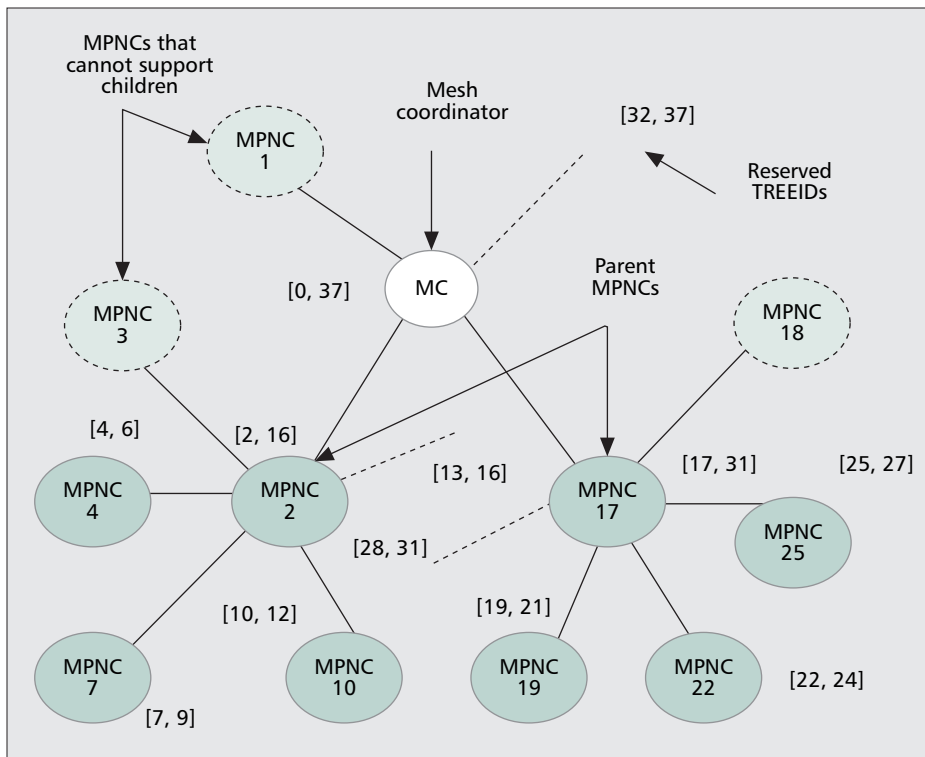 MPNCs that
cannot support
children
MPNC
1
Mesh
coordinator
[32, 37]
Reserved
TREEIDs
[0, 37]
MC
Parent
MPNCs
MPNC
3
MPNC
18
[4, 6]
[2, 16]
[13, 16]
[17, 31]
[25, 27]
MPNC
4
MPNC
2
MPNC
17
MPNC
25
[28, 31]
[10, 12]
[19, 21]
MPNC
7
MPNC
10
MPNC
19
MPNC
22
[22, 24]
[7, 9]